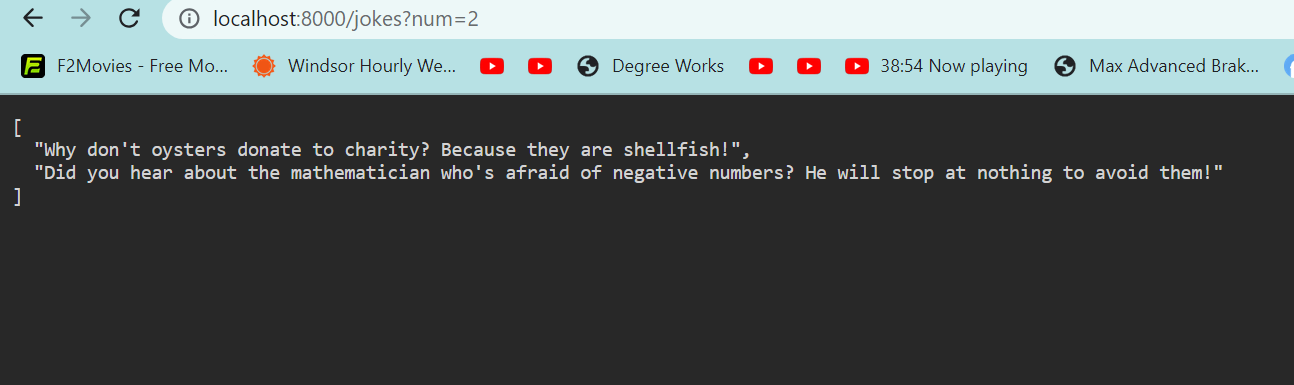 localhost:8000/jokes?num=2
F2Movies - Free Mo... Windsor Hourly We... Degree Works 38:54 Now playing Max Advanced Brak...
[
"Why don't oysters donate to charity? Because they are shellfish!",
"Did you hear about the mathematician who's afraid of negative numbers? He will stop at nothing to avoid them!"
]